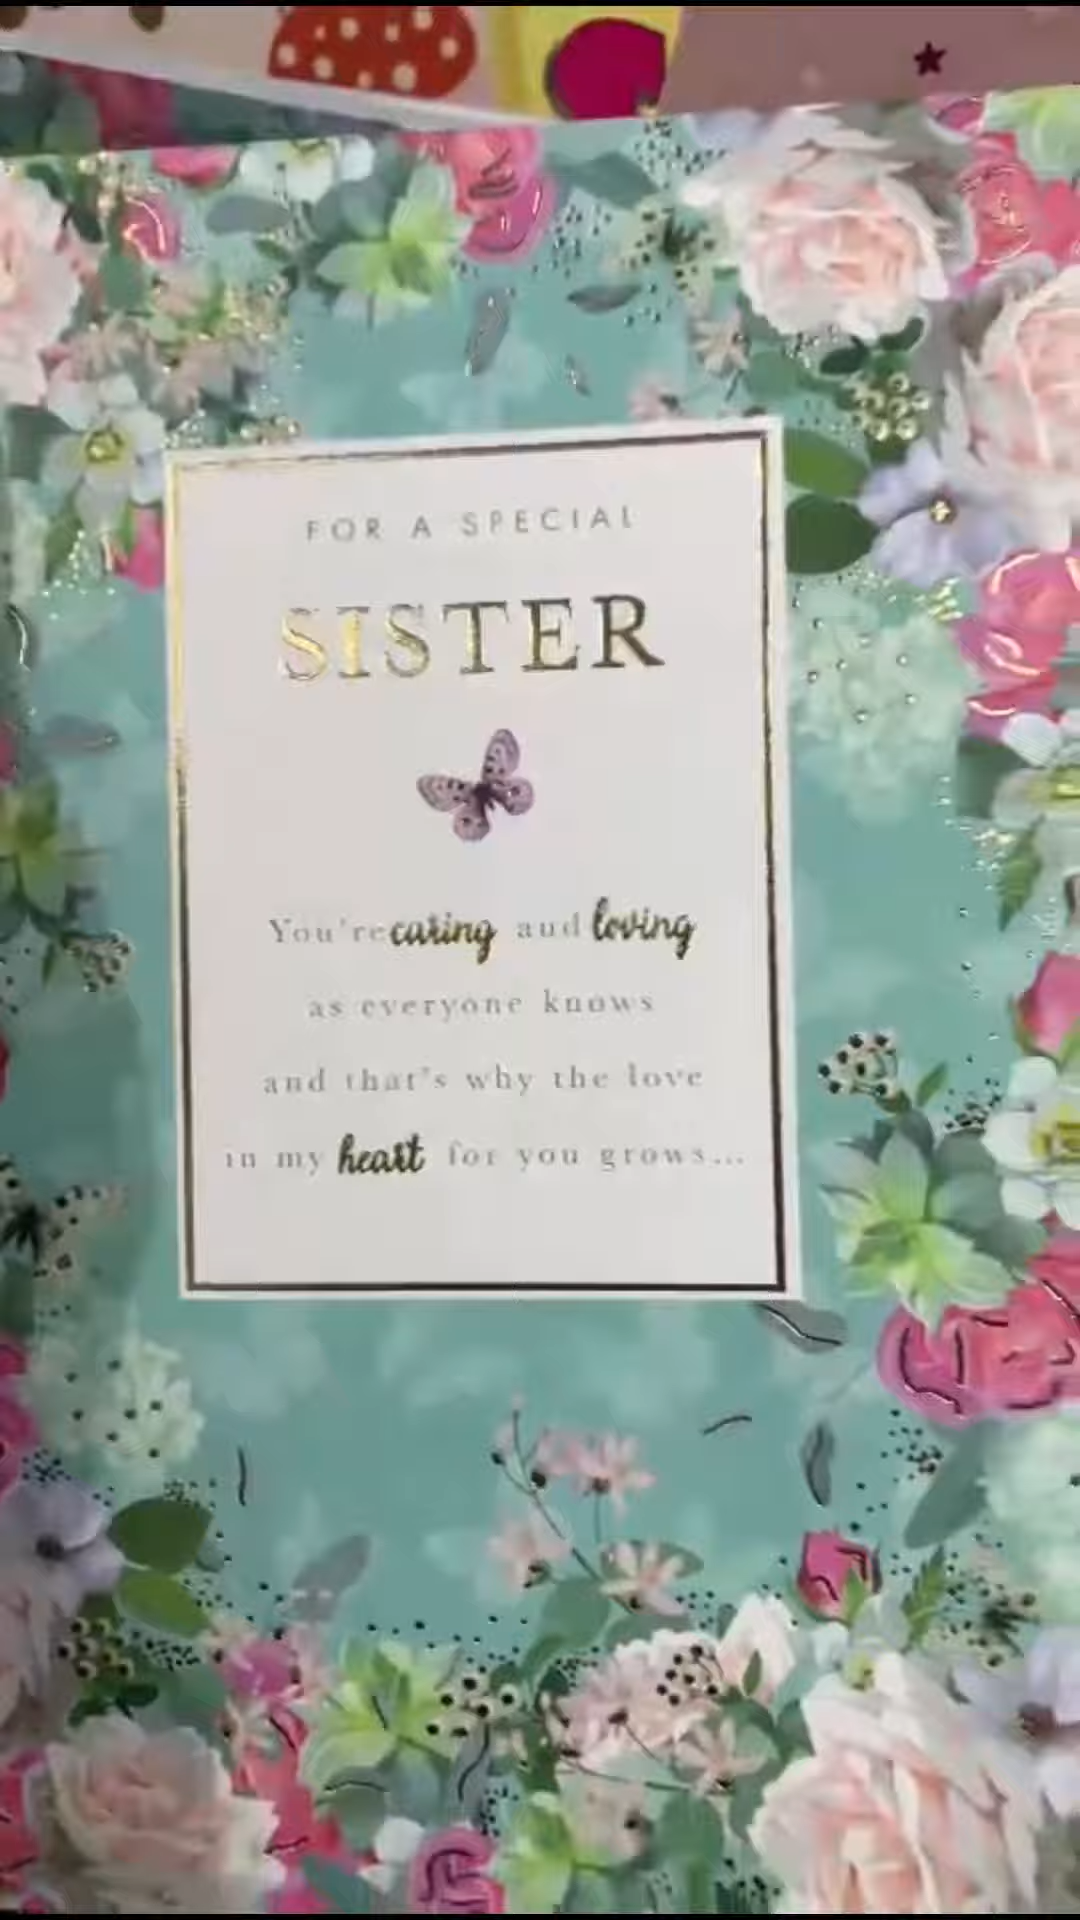 FOR A SPECIAL
SISTER
You're caring and loving
as everyone knows
and that's why the love
in my heart for you grows...